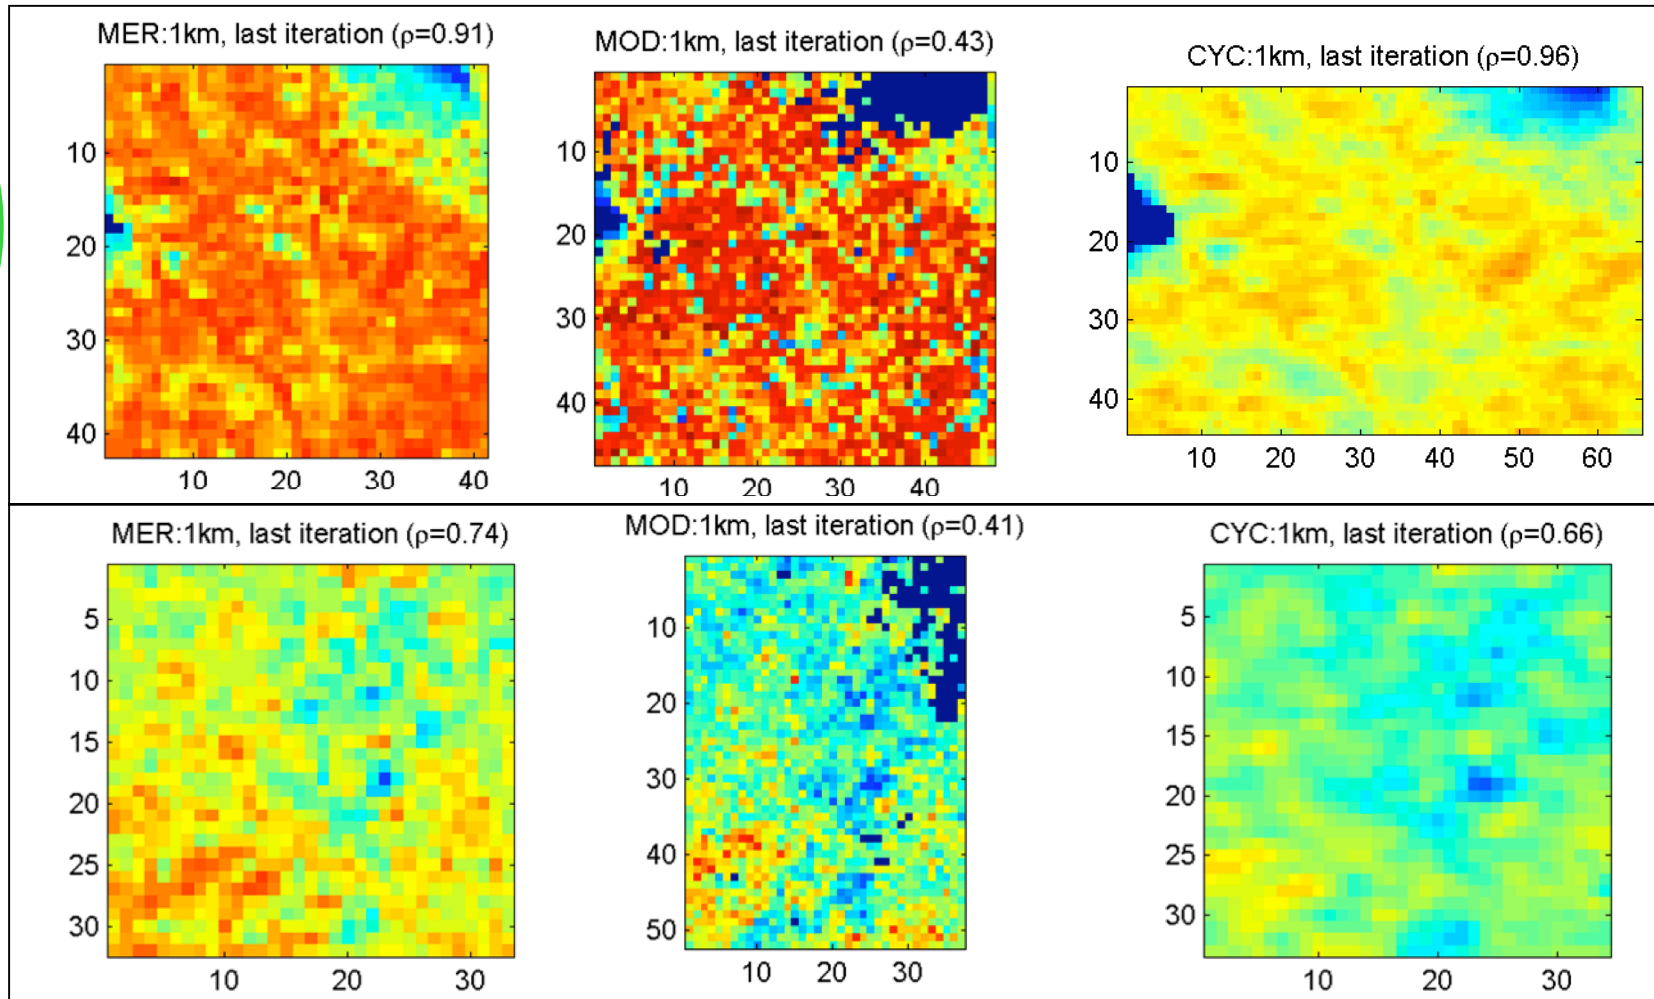 MER:1km, last iteration (ρ=0.91)
10
20
30
40
10 20 30 40
MOD:1km, last iteration (ρ=0.43)
10
20
30
40
10 20 30 40
CYC:1km, last iteration (ρ=0.96)
10
20
30
40
10 20 30 40 50 60
MER:1km, last iteration (ρ=0.74)
5
10
15
20
25
30
10 20 30
MOD:1km, last iteration (ρ=0.41)
10
20
30
40
50
10 20 30
CYC:1km, last iteration (ρ=0.66)
5
10
15
20
25
30
10 20 30